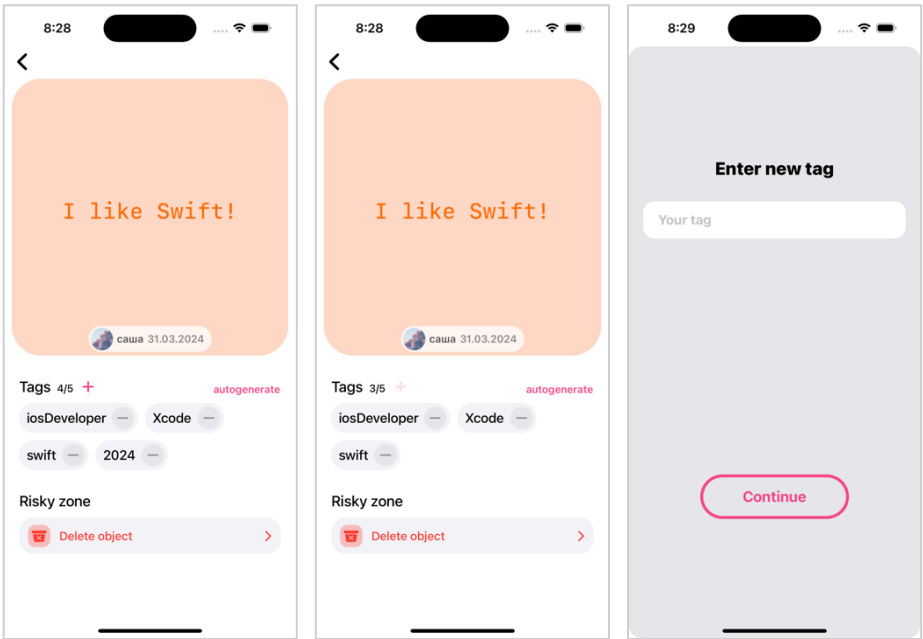 8:28
I like Swift!
саша 31.03.2024
Tags 4/5 +
autogenerate
iosDeveloper — Xcode —
swift — 2024 —
Risky zone
Delete object
8:28
I like Swift!
саша 31.03.2024
Tags 3/5 +
autogenerate
iosDeveloper — Xcode —
swift —
Risky zone
Delete object
8:29
Enter new tag
Your tag
Continue